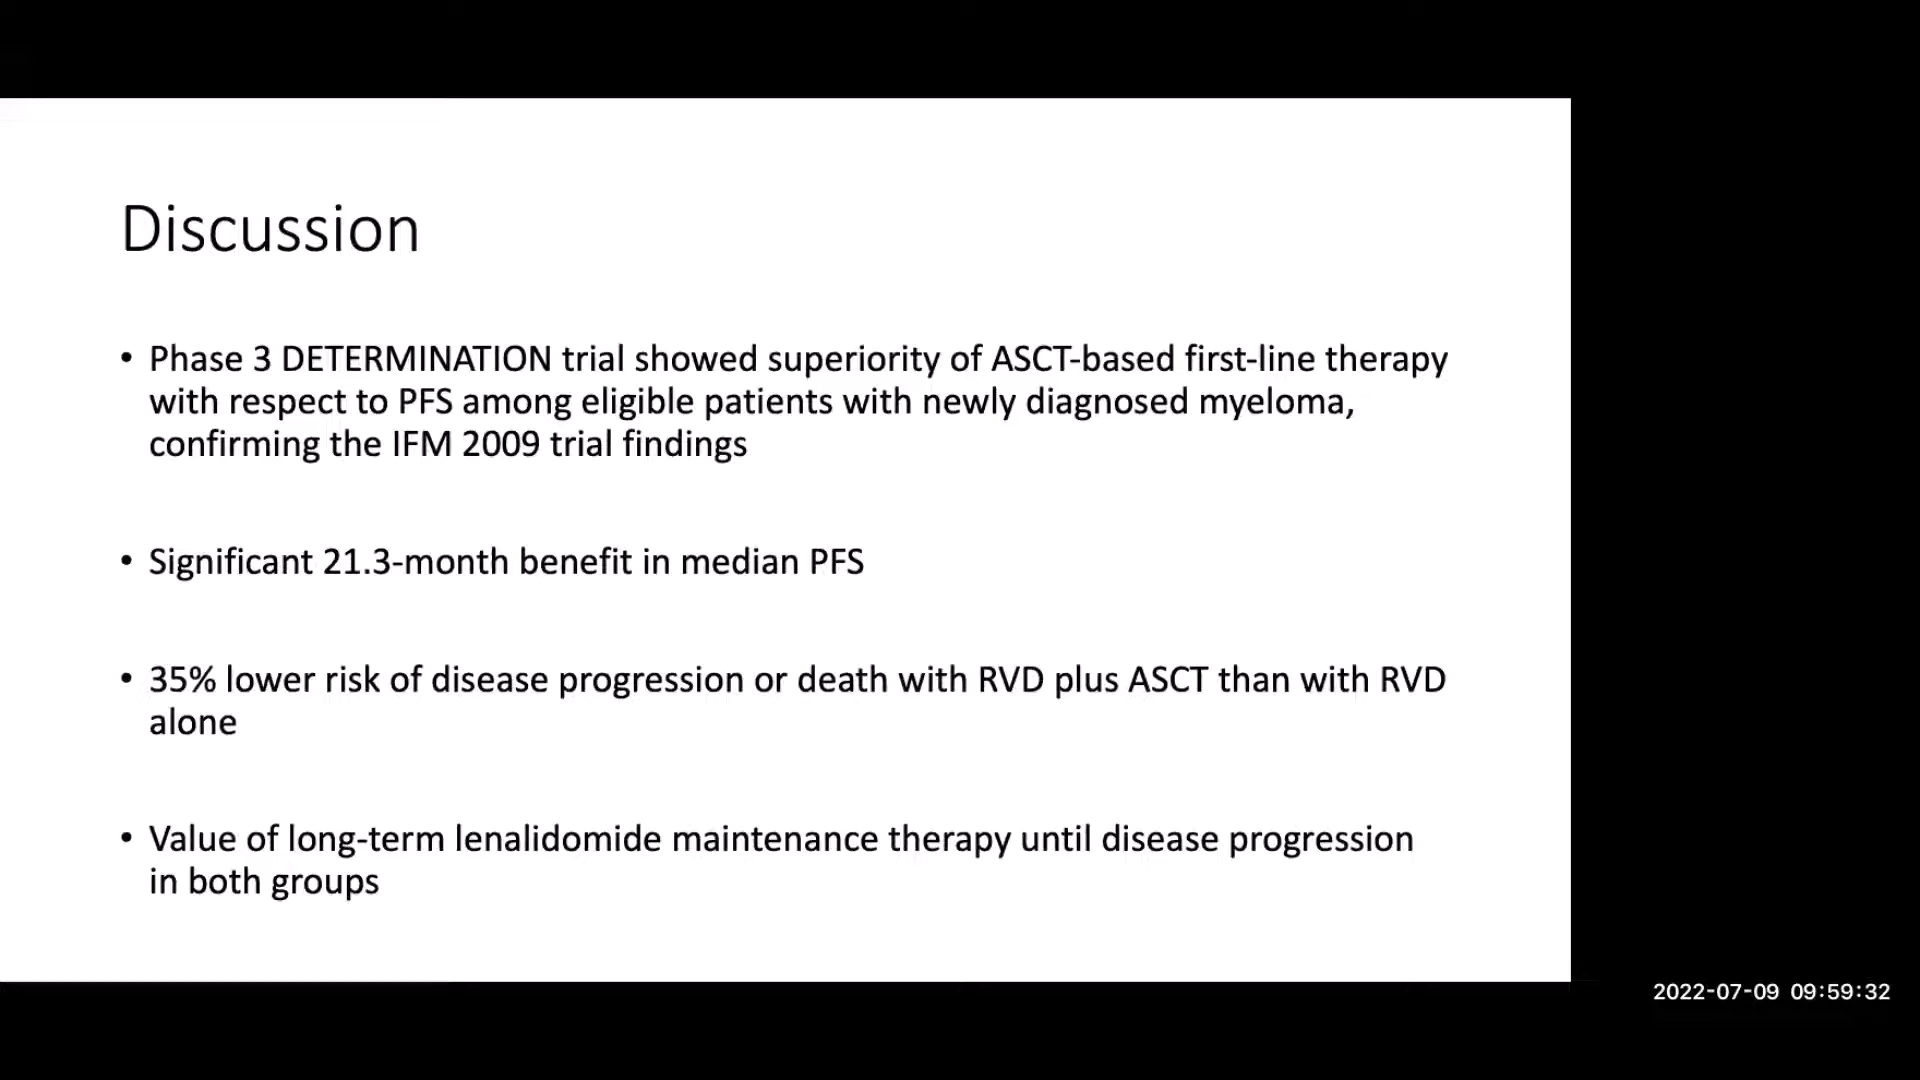 Discussion
• Phase 3 DETERMINATION trial showed superiority of ASCT-based first-line therapy
with respect to PFS among eligible patients with newly diagnosed myeloma,
confirming the IFM 2009 trial findings
• Significant 21.3-month benefit in median PFS
• 35% lower risk of disease progression or death with RVD plus ASCT than with RVD
alone
• Value of long-term lenalidomide maintenance therapy until disease progression
in both groups
2022-07-09 09:59:32